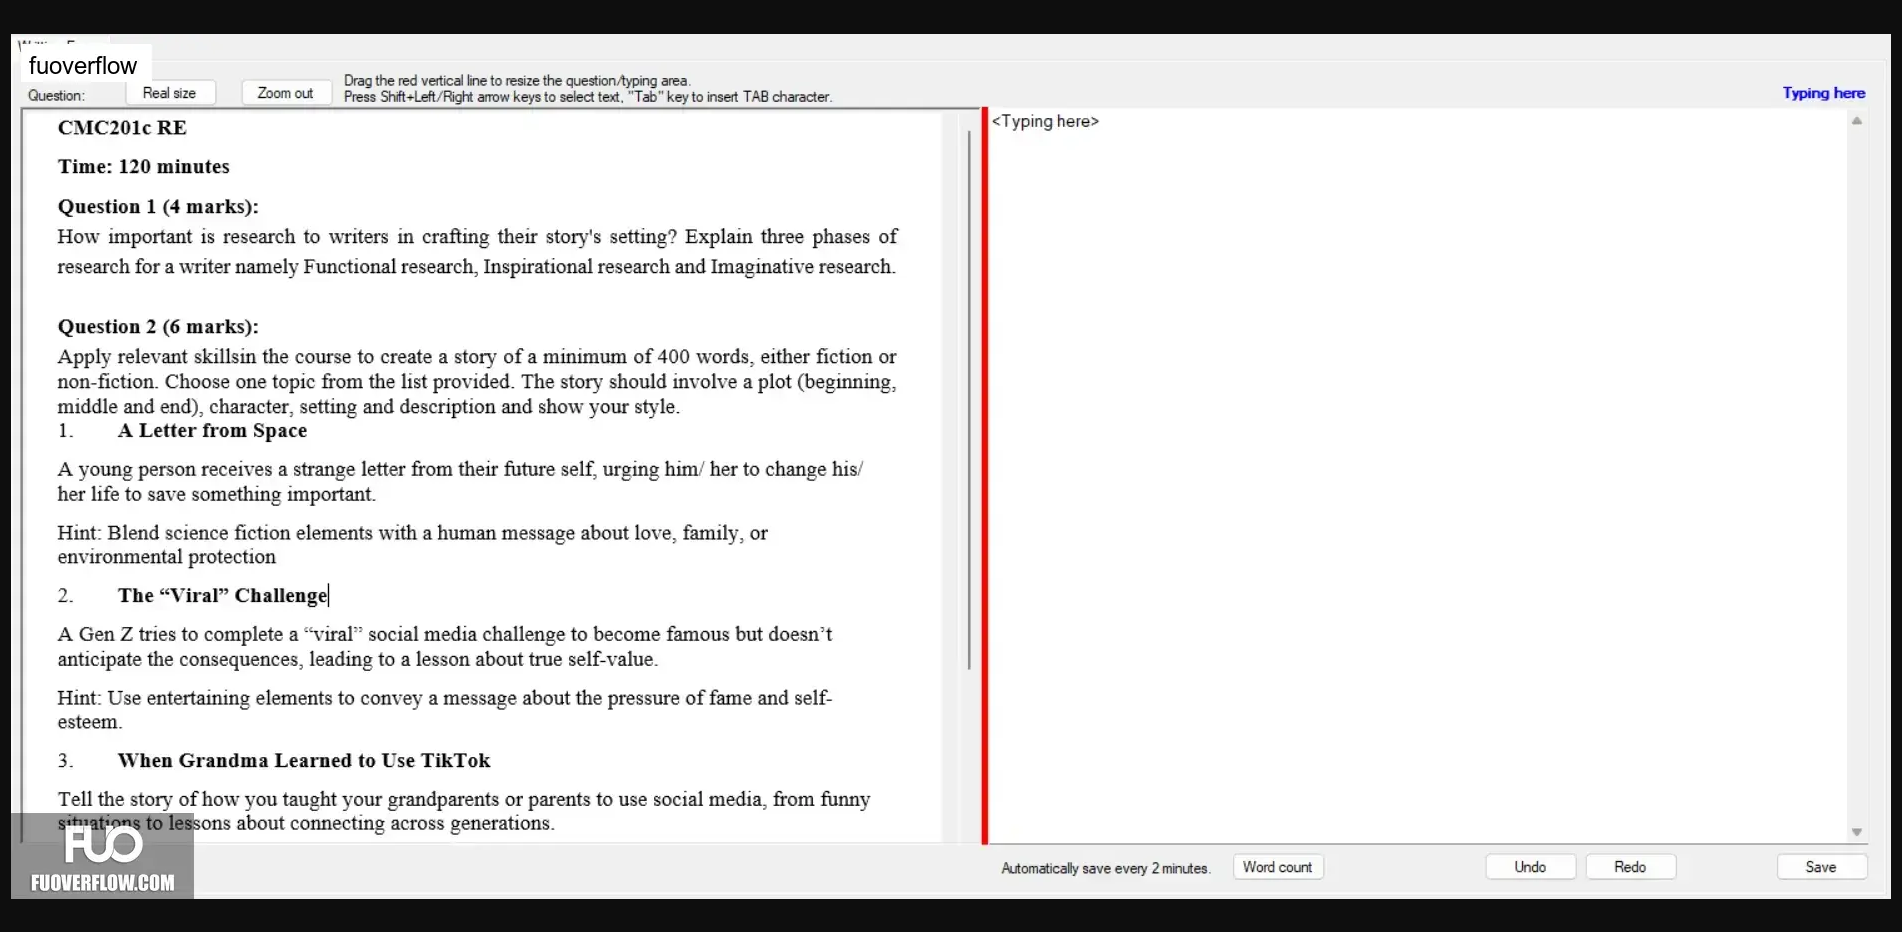 fuoverflow
Question:
Real size
Zoom out
Drag the red vertical line to resize the question/typing area.
Press Shift+Left/Right arrow keys to select text, "Tab" key to insert TAB character.
Typing here
CMC201c RE
Time: 120 minutes
Question 1 (4 marks):
How important is research to writers in crafting their story's setting? Explain three phases of
research for a writer namely Functional research, Inspirational research and Imaginative research.
Question 2 (6 marks):
Apply relevant skillsin the course to create a story of a minimum of 400 words, either fiction or
non-fiction. Choose one topic from the list provided. The story should involve a plot (beginning,
middle and end), character, setting and description and show your style.
1. A Letter from Space
A young person receives a strange letter from their future self, urging him/ her to change his/
her life to save something important.
Hint: Blend science fiction elements with a human message about love, family, or
environmental protection
2. The “Viral” Challenge
A Gen Z tries to complete a “viral” social media challenge to become famous but doesn’t
anticipate the consequences, leading to a lesson about true self-value.
Hint: Use entertaining elements to convey a message about the pressure of fame and self-
esteem.
3. When Grandma Learned to Use TikTok
Tell the story of how you taught your grandparents or parents to use social media, from funny
situations to lessons about connecting across generations.
<Typing here>
FUO
FUOVERFLOW.COM
Automatically save every 2 minutes.
Word count
Undo
Redo
Save